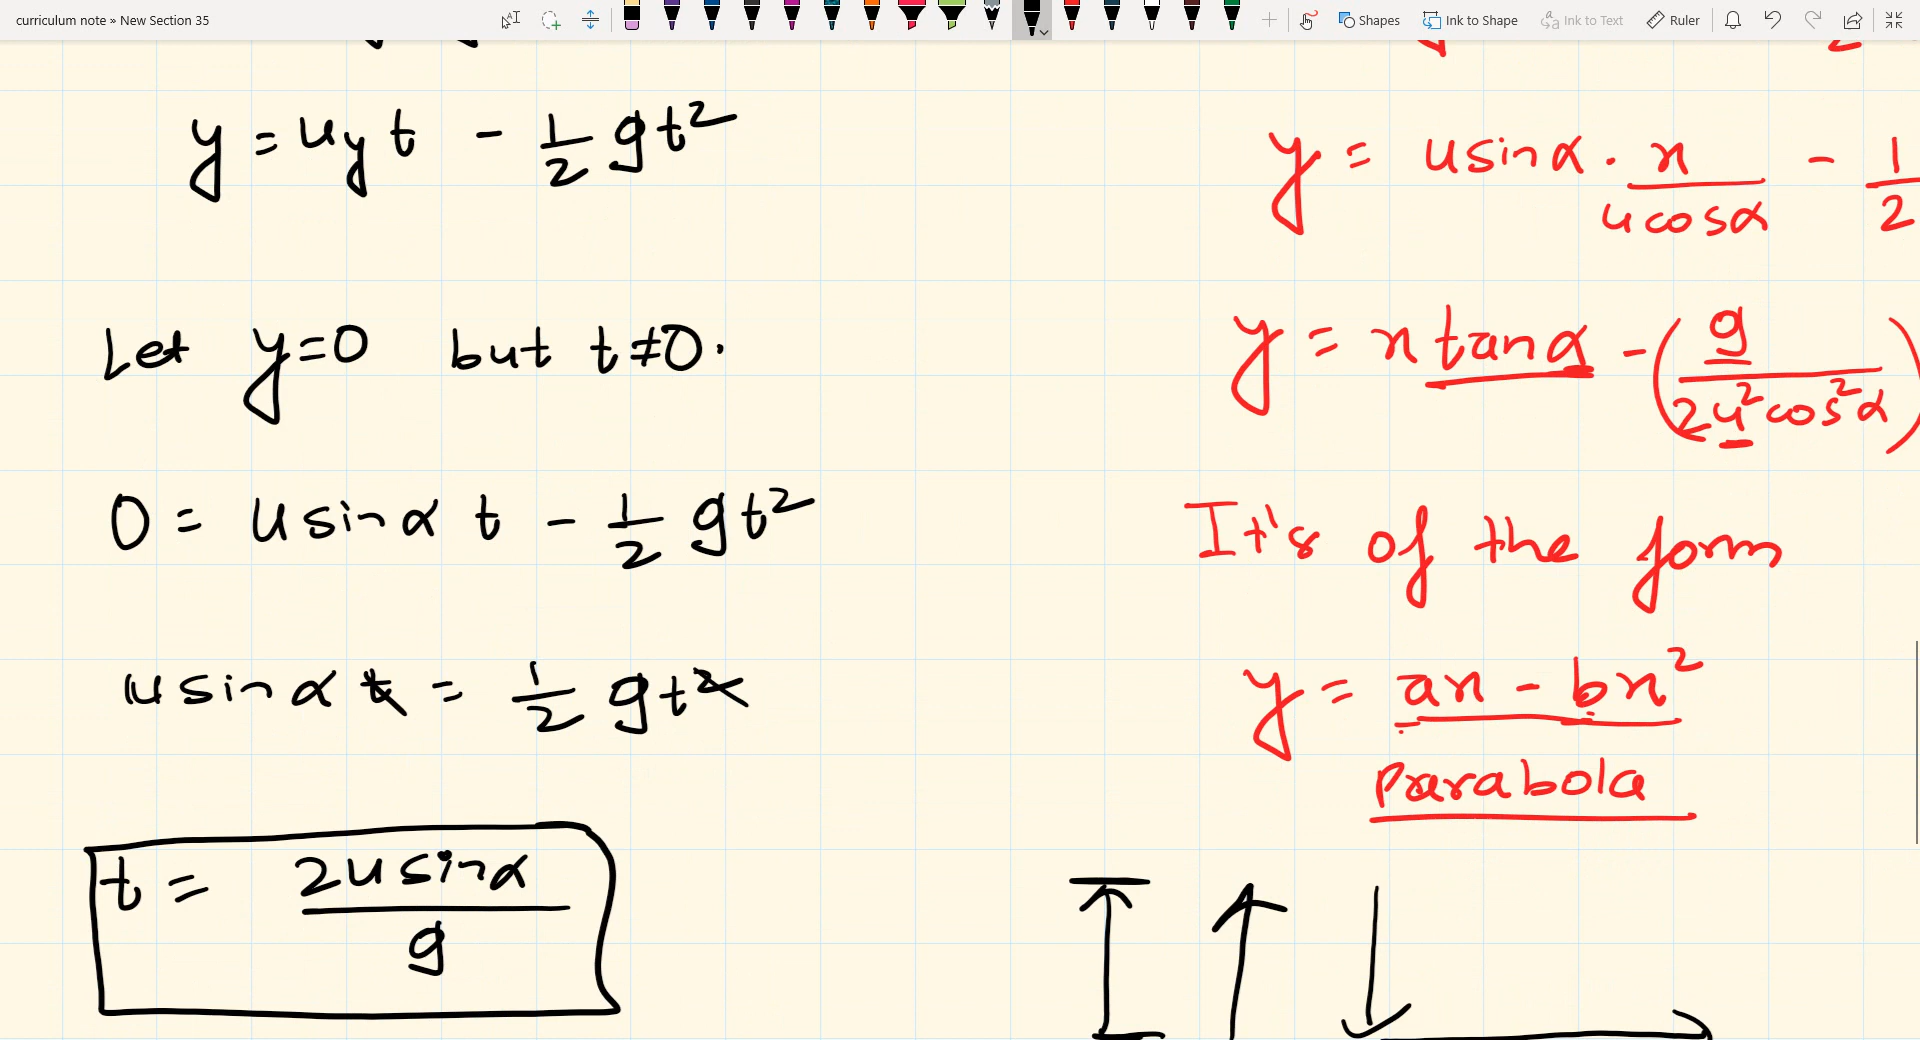 curriculum note » New Section 35
Shapes
Ink to Shape
Ink to Text
Ruler
y = u_y t - 1/2 gt²
Let y=0 but t≠0.
0 = u sin α t - 1/2 gt²
u sin α t = 1/2 gt²
t = 2u sin α / g
y = u sin α . x / u cos α - 1/2
y = x tan α - (g / 2u² cos² α)
It's of the form
y = ax - bx²
Parabola